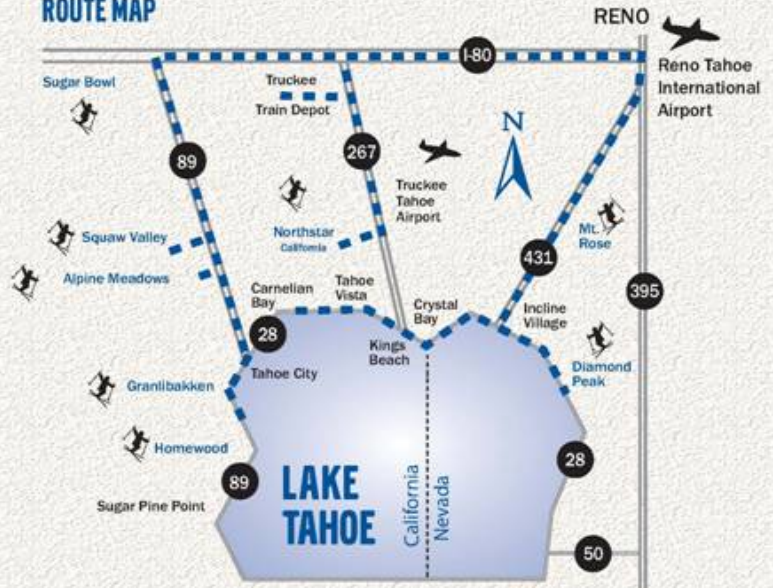 ROUTE MAP
RENO
I-80
Reno Tahoe
International
Airport
Sugar Bowl
Truckee
Train Depot
N
89
267
Truckee
Tahoe
Airport
Northstar
California
Mt.
Rose
Squaw Valley
Alpine Meadows
431
395
Carnelian
Bay
Tahoe
Vista
Crystal
Bay
Incline
Village
28
Kings
Beach
Tahoe City
Diamond
Peak
Granlibakken
Homewood
28
89
LAKE
TAHOE
California
Nevada
Sugar Pine Point
50